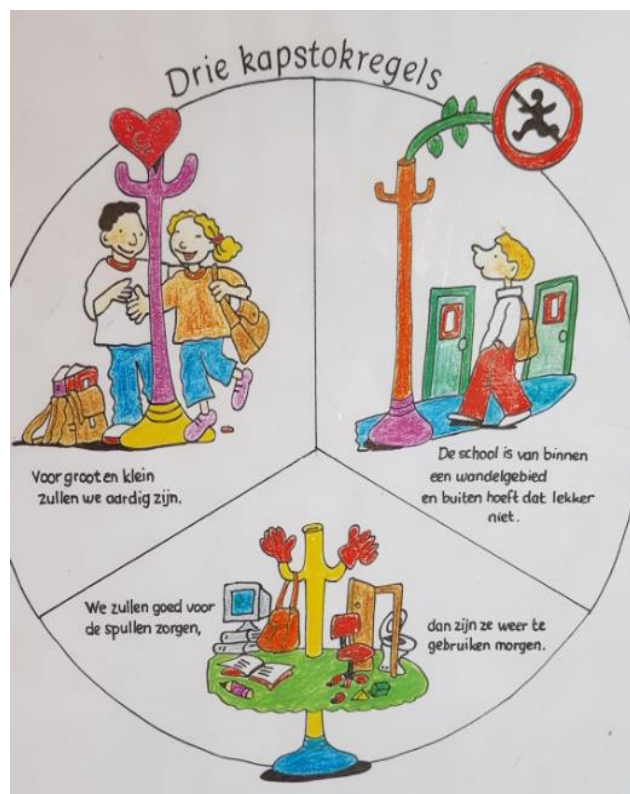 Drie kapstokregels
Voor groot en klein
zullen we aardig zijn.
De school is van binnen
een wandelgebied
en buiten hoeft dat lekker
niet.
We zullen goed voor
de spullen zorgen,
dan zijn ze weer te
gebruiken morgen.